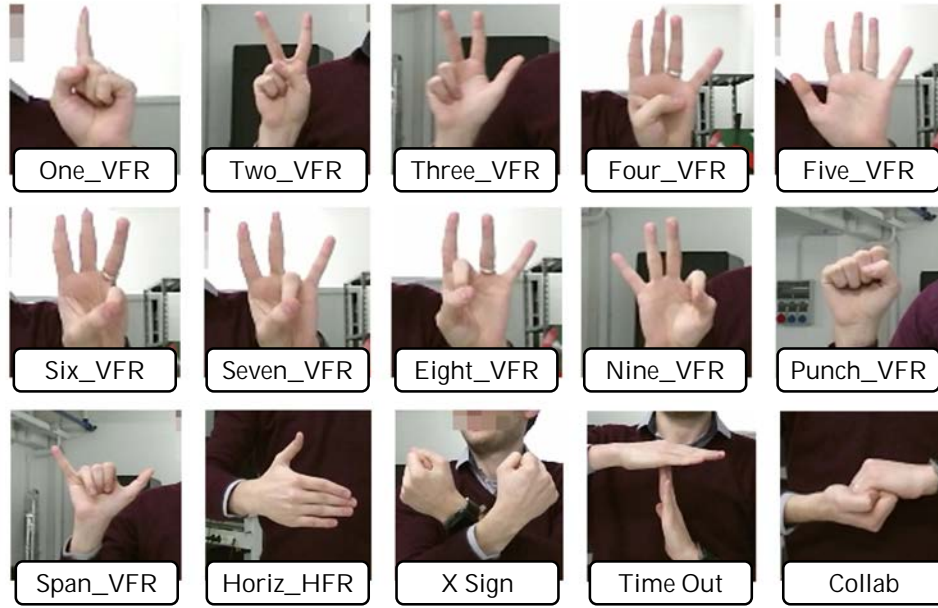 One_VFR
Two_VFR
Three_VFR
Four_VFR
Five_VFR
Six_VFR
Seven_VFR
Eight_VFR
Nine_VFR
Punch_VFR
Span_VFR
Horiz_HFR
X Sign
Time Out
Collab